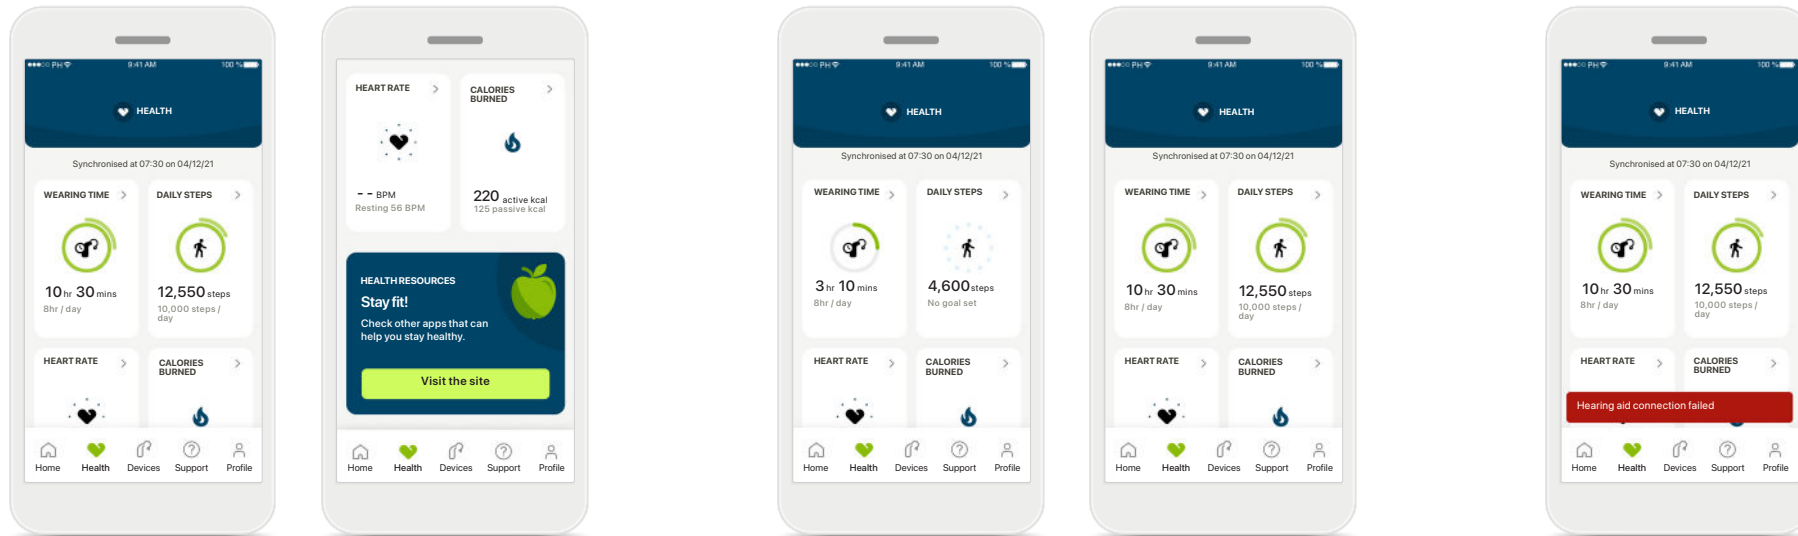 PH 9:41 AM 100 %
HEALTH
Synchronised at 07:30 on 04/12/21
WEARING TIME
DAILY STEPS
10 hr 30 mins
8hr / day
12,550 steps
10,000 steps /
day
HEART RATE
CALORIES
BURNED
Home Health Devices Support Profile
HEART RATE
CALORIES
BURNED
- - BPM
Resting 56 BPM
220 active kcal
125 passive kcal
HEALTH RESOURCES
Stay fit!
Check other apps that can
help you stay healthy.
Visit the site
Home Health Devices Support Profile
PH 9:41 AM 100 %
HEALTH
Synchronised at 07:30 on 04/12/21
WEARING TIME
DAILY STEPS
3 hr 10 mins
8hr / day
4,600 steps
No goal set
HEART RATE
CALORIES
BURNED
Home Health Devices Support Profile
PH 9:41 AM 100 %
HEALTH
Synchronised at 07:30 on 04/12/21
WEARING TIME
DAILY STEPS
10 hr 30 mins
8hr / day
12,550 steps
10,000 steps /
day
HEART RATE
CALORIES
BURNED
Home Health Devices Support Profile
PH 9:41 AM 100 %
HEALTH
Synchronised at 07:30 on 04/12/21
WEARING TIME
DAILY STEPS
10 hr 30 mins
8hr / day
12,550 steps
10,000 steps /
day
HEART RATE
CALORIES
BURNED
Hearing aid connection failed
Home Health Devices Support Profile